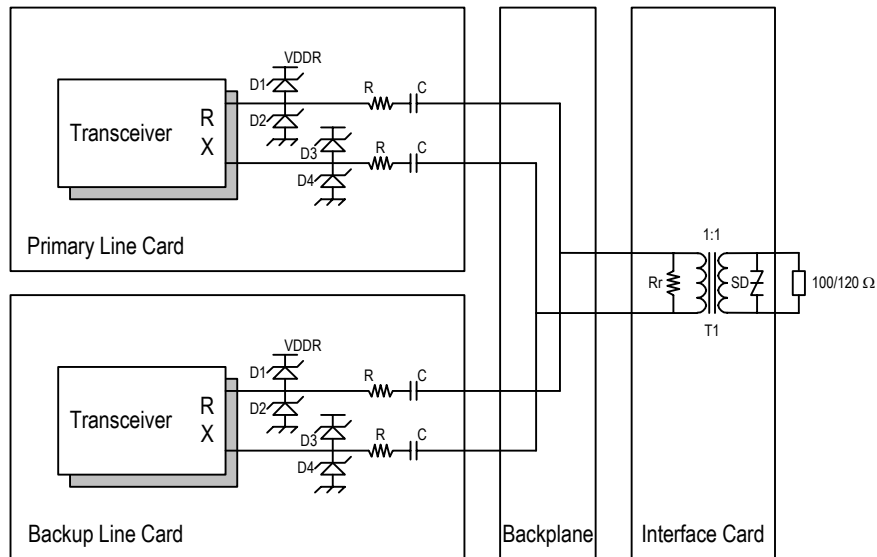 VDDR
D1
R
C
Transceiver
R
X
D2
D3
R
C
D4
Primary Line Card
1:1
Rr
SD
100/120 Ω
T1
VDDR
D1
R
C
Transceiver
R
X
D2
D3
R
C
D4
Backup Line Card
Backplane
Interface Card